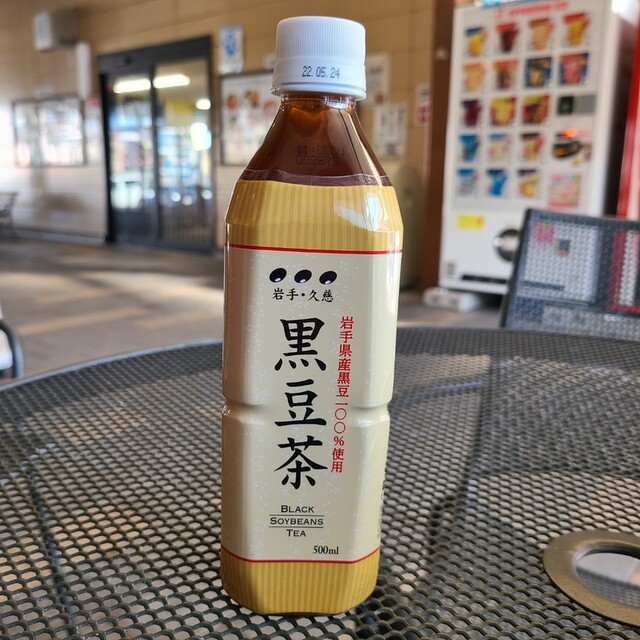 22.05.24
岩手・久慈
黒豆茶
岩手県産黒豆一〇〇%使用
BLACK
SOYBEANS
TEA
500ml